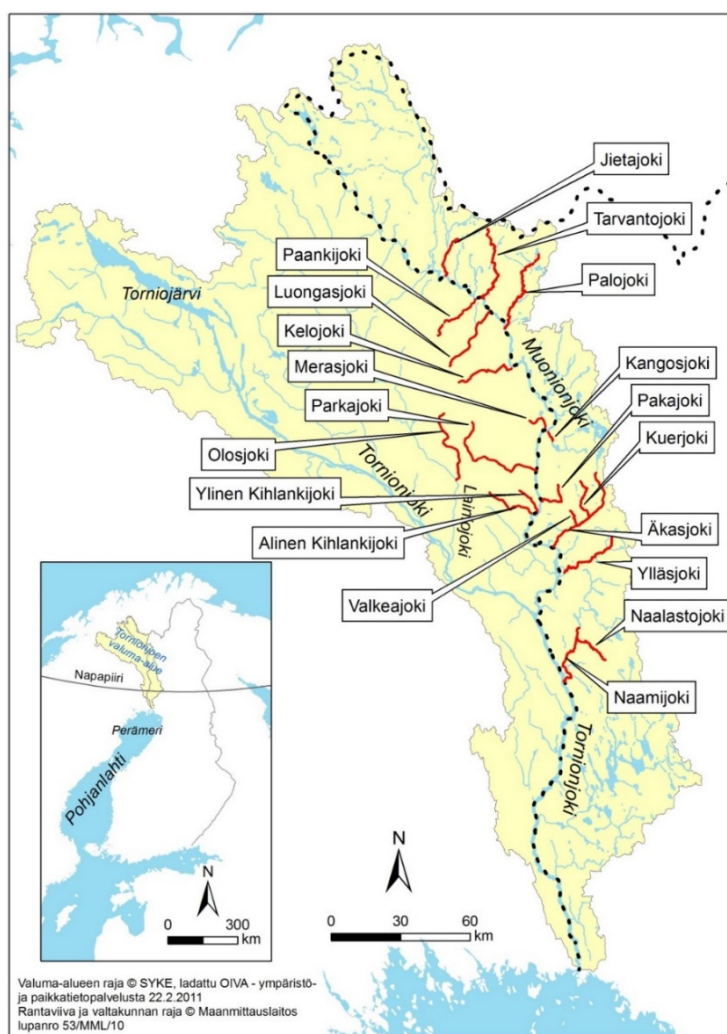 Jietajoki
Tarvantojoki
Paankijoki
Luongasjoki
Palojoki
Torniojärvi
Kelojoki
Merasjoki
Muonionjoki
Kangosjoki
Parkajoki
Pakajoki
Kuerjoki
Olosjoki
Tornionjoki
Lainiojoki
Ylinen Kihlankijoki
Alinen Kihlankijoki
Äkasjoki
Ylläsjoki
Valkeajoki
Naalastojoki
Naamijoki
Tornionjoki
Tornionjoen
valuma-alue
Napapiiri
Perämeri
Pohjanlahti
N
0 300
km
N
0 30 60
km
Valuma-alueen raja © SYKE, ladattu OIVA - ympäristö-
ja paikkatietopalvelusta 22.2.2011
Rantaviiva ja valtakunnan raja © Maanmittauslaitos
lupanro 53/MML/10